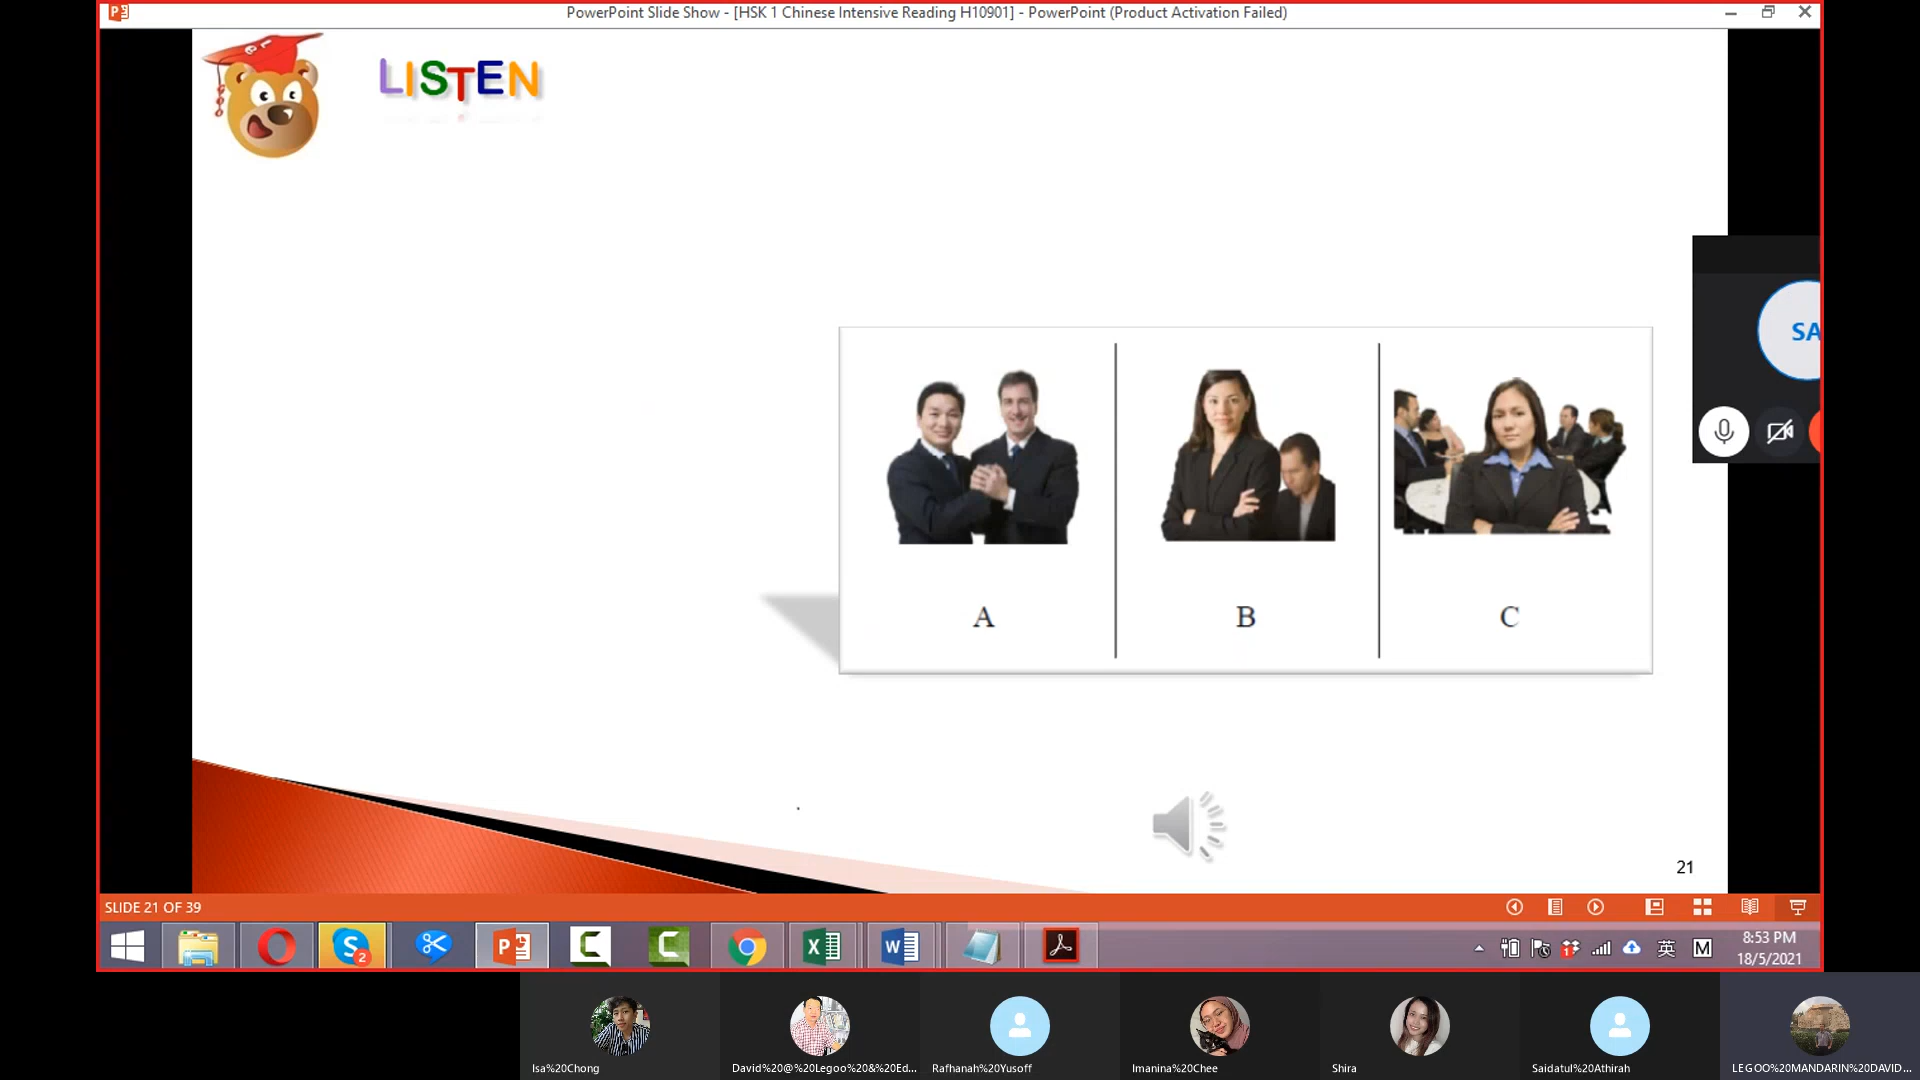 PowerPoint Slide Show - [HSK 1 Chinese Intensive Reading H10901] - PowerPoint (Product Activation Failed)
LISTEN
SA
A B C
21
SLIDE 21 OF 39
2
英 M
8:53 PM
18/5/2021
Isa%20Chong
David%20@%20Legoo%20&%20Ed...
Rafhanah%20Yusoff
Imanina%20Chee
Shira
Saidatul%20Athirah
LEGOO%20MANDARIN%20DAVID...